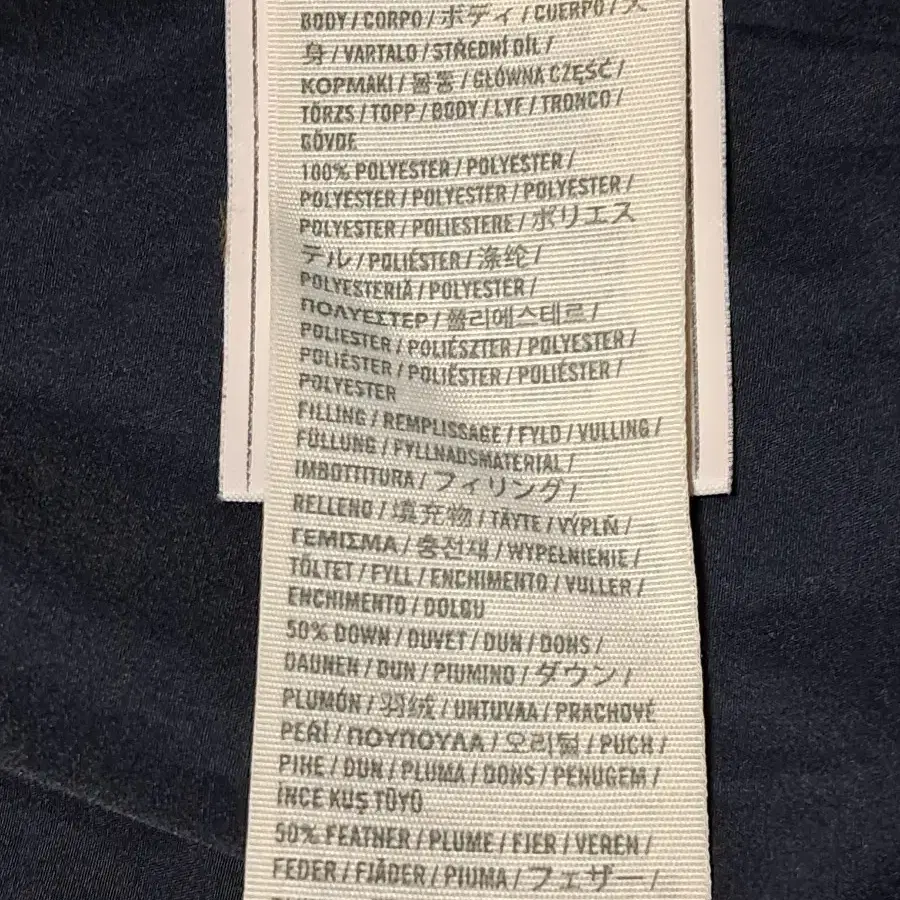 BODY / CORPO / ボディ / CUERPO / 大
身 / VARTALO / STŘEDNÍ DÍL /
ΚΟΡΜΑΚΙ / 몸통 / GŁÓWNA CZĘŚĆ /
TÖRZS / TOPP / BODY / LYF / TRONCO /
GÖVDE
100% POLYESTER / POLYESTER /
POLYESTER / POLYESTER / POLYESTER /
POLYESTER / POLIESTERE / ポリエス
テル / POLIÉSTER / 涤纶 /
POLYESTERIÄ / POLYESTER /
ΠΟΛΥΕΣΤΕΡ / 폴리에스테르 /
POLIESTER / POLIÉSZTER / POLYESTER /
POLIÉSTER / POLIËSTER / POLIÉSTER /
POLYESTER
FILLING / REMPLISSAGE / FYLD / VULLING /
FÜLLUNG / FYLLNADSMATERIAL /
IMBOTTITURA / フィリング /
RELLENO / 填充物 / TÄYTE / VÝPLŇ /
ΓΕΜΙΣΜΑ / 충전재 / WYPEŁNIENIE /
TÖLTET / FYLL / ENCHIMENTO / VULLER /
ENCHIMENTO / DOLGU
50% DOWN / DUVET / DUN / DONS /
DAUNEN / DUN / PIUMINO / ダウン /
PLUMÓN / 羽绒 / UNTUVAA / PRACHOVÉ
PEŘÍ / ΠΟΥΠΟΥΛΑ / 오리털 / PUCH /
PIHE / DUN / PLUMA / DONS / PENUGEM /
İNCE KUŞ TÜYÜ
50% FEATHER / PLUME / FJER / VEREN /
FEDER / FJÄDER / PIUMA / フェザー /